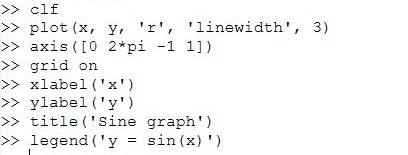 >> clf
>> plot(x, y, 'r', 'linewidth', 3)
>> axis([0 2*pi -1 1])
>> grid on
>> xlabel('x')
>> ylabel('y')
>> title('Sine graph')
>> legend('y = sin(x)')